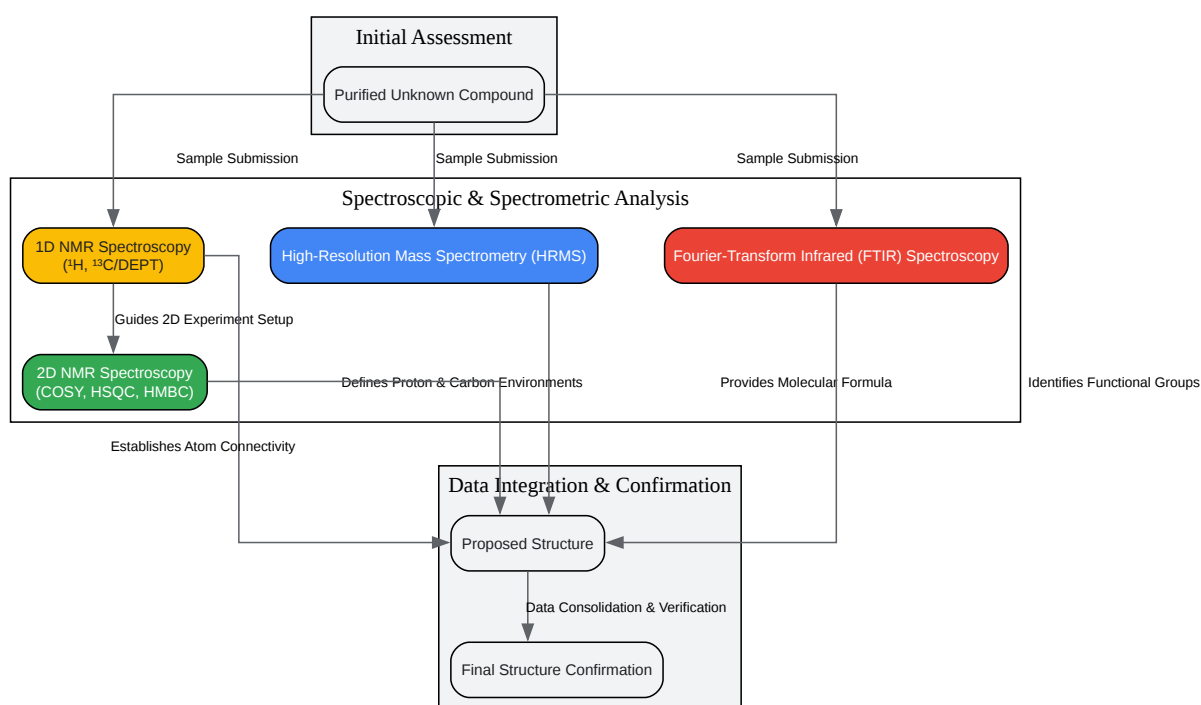 Initial Assessment
Purified Unknown Compound
Sample Submission
Sample Submission
Sample Submission
Spectroscopic & Spectrometric Analysis
1D NMR Spectroscopy
(¹H, ¹³C/DEPT)
High-Resolution Mass Spectrometry (HRMS)
Fourier-Transform Infrared (FTIR) Spectroscopy
Guides 2D Experiment Setup
2D NMR Spectroscopy
(COSY, HSQC, HMBC)
Defines Proton & Carbon Environments
Provides Molecular Formula
Identifies Functional Groups
Establishes Atom Connectivity
Data Integration & Confirmation
Proposed Structure
Data Consolidation & Verification
Final Structure Confirmation